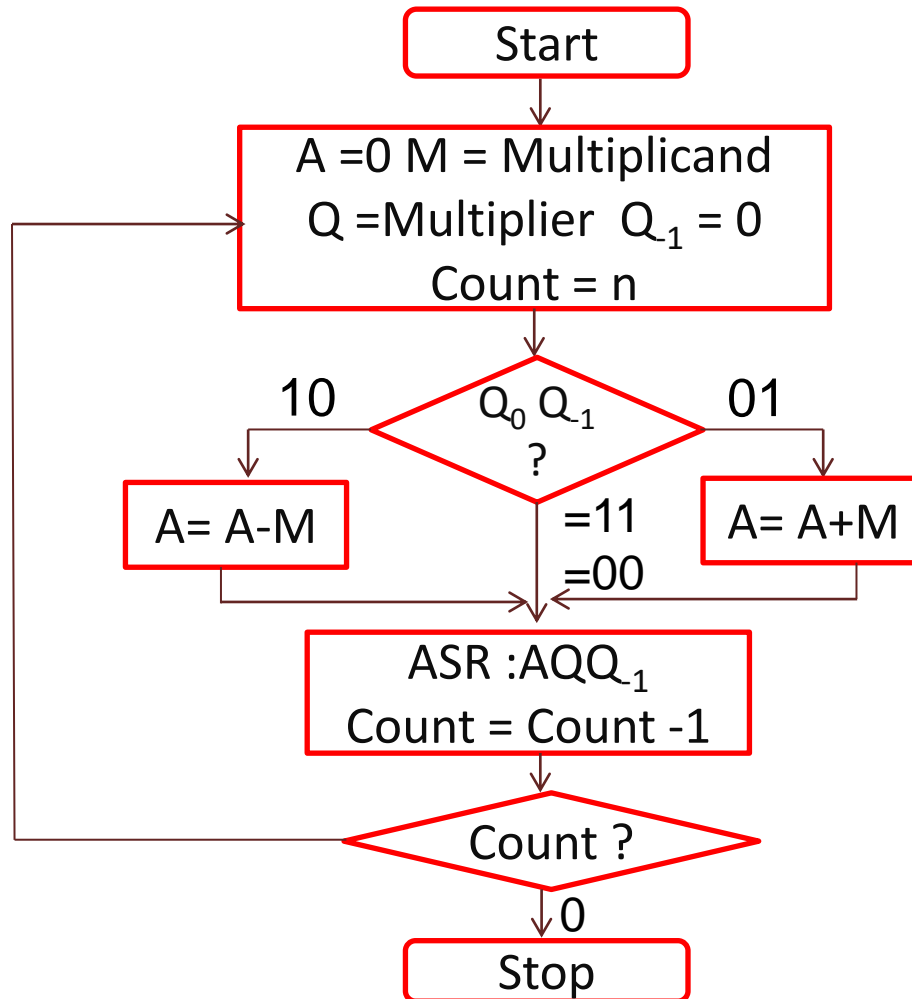 Start
A =0 M = Multiplicand
Q =Multiplier Q₋₁ = 0
Count = n
10
Q₀ Q₋₁
?
01
A= A-M
=11
=00
A= A+M
ASR :AQQ₋₁
Count = Count -1
Count ?
0
Stop